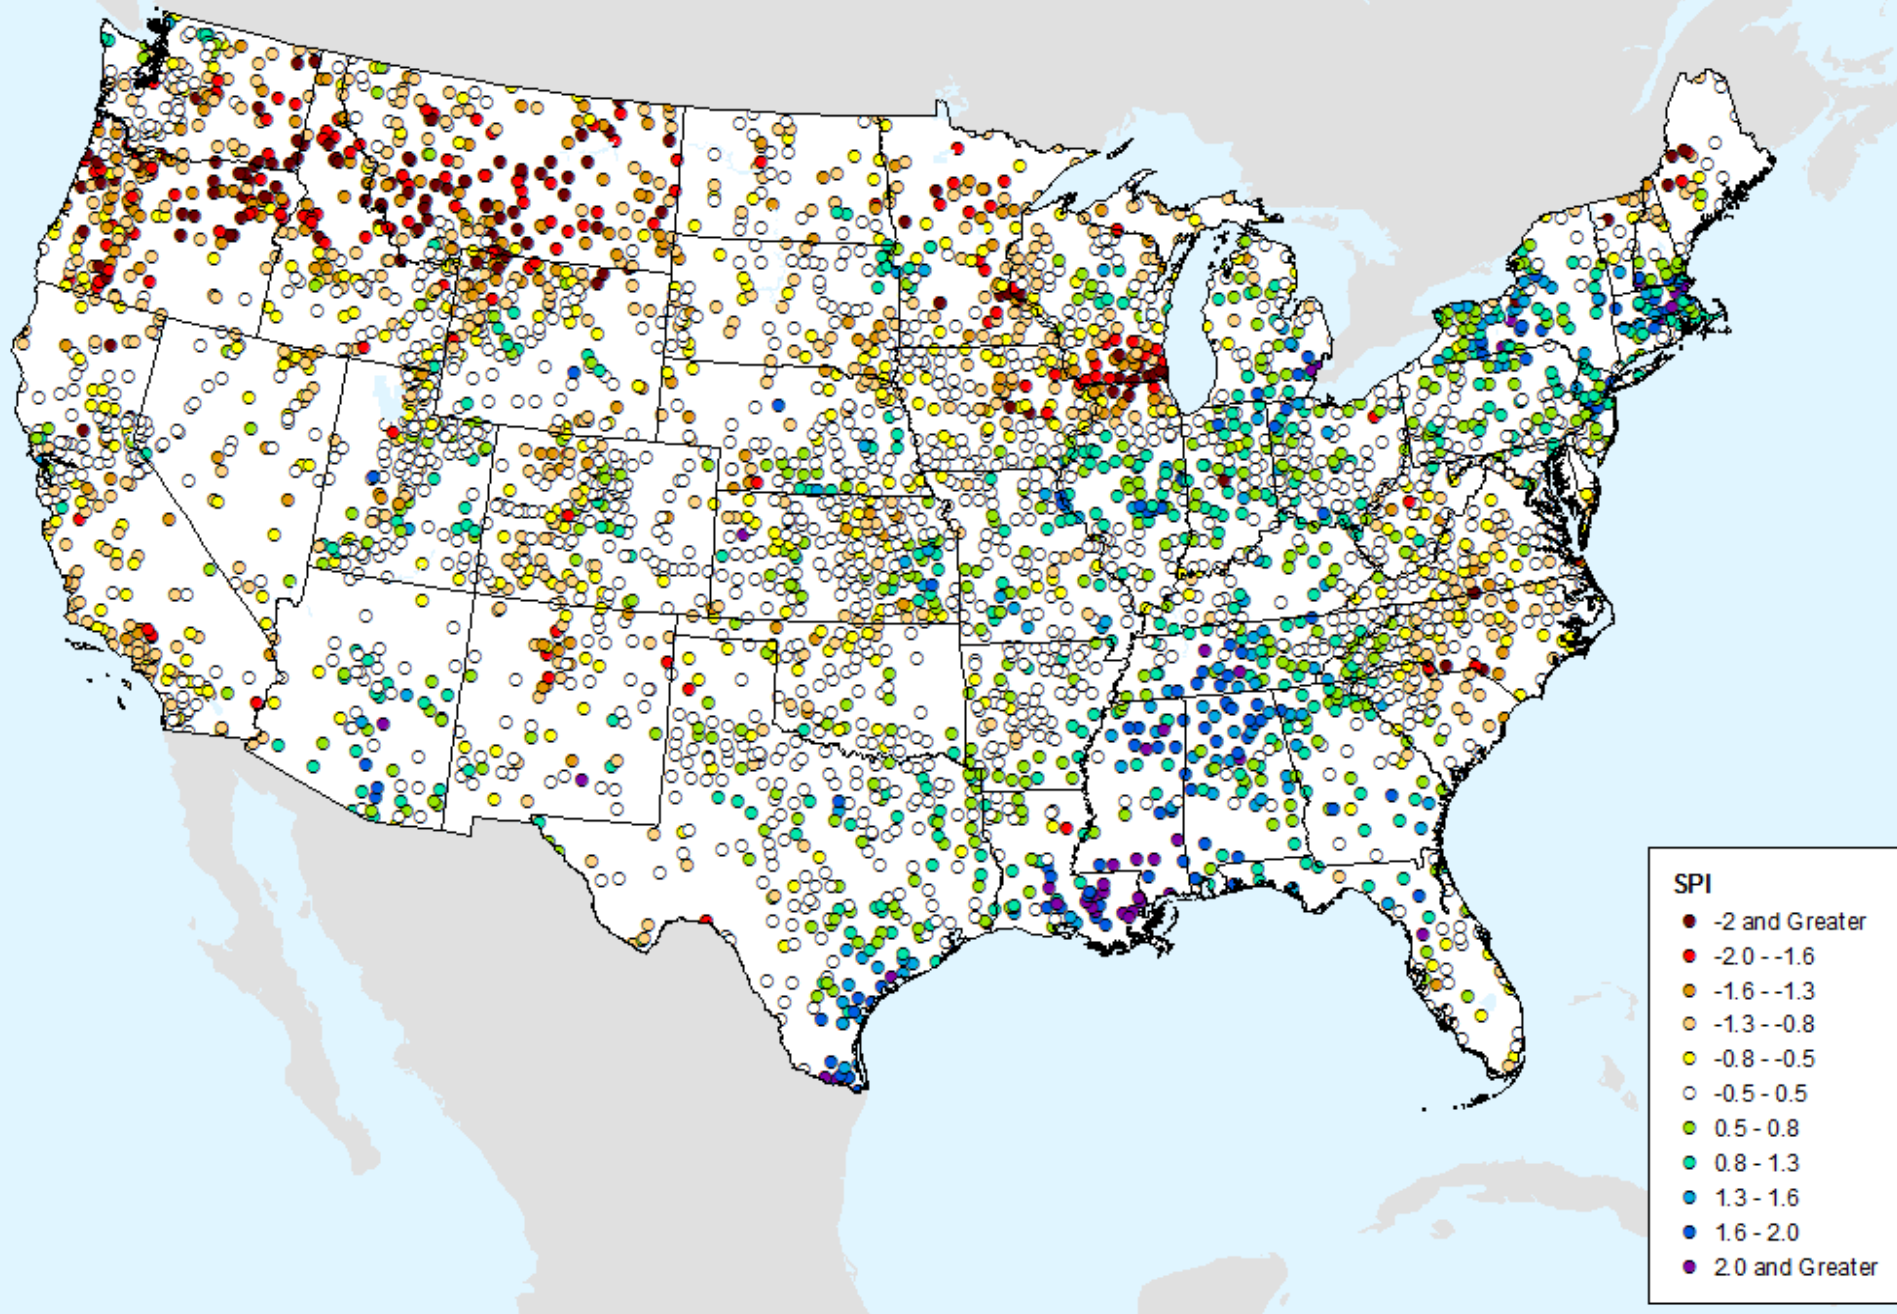 SPI
-2 and Greater
-2.0 - -1.6
-1.6 - -1.3
-1.3 - -0.8
-0.8 - -0.5
-0.5 - 0.5
0.5 - 0.8
0.8 - 1.3
1.3 - 1.6
1.6 - 2.0
2.0 and Greater